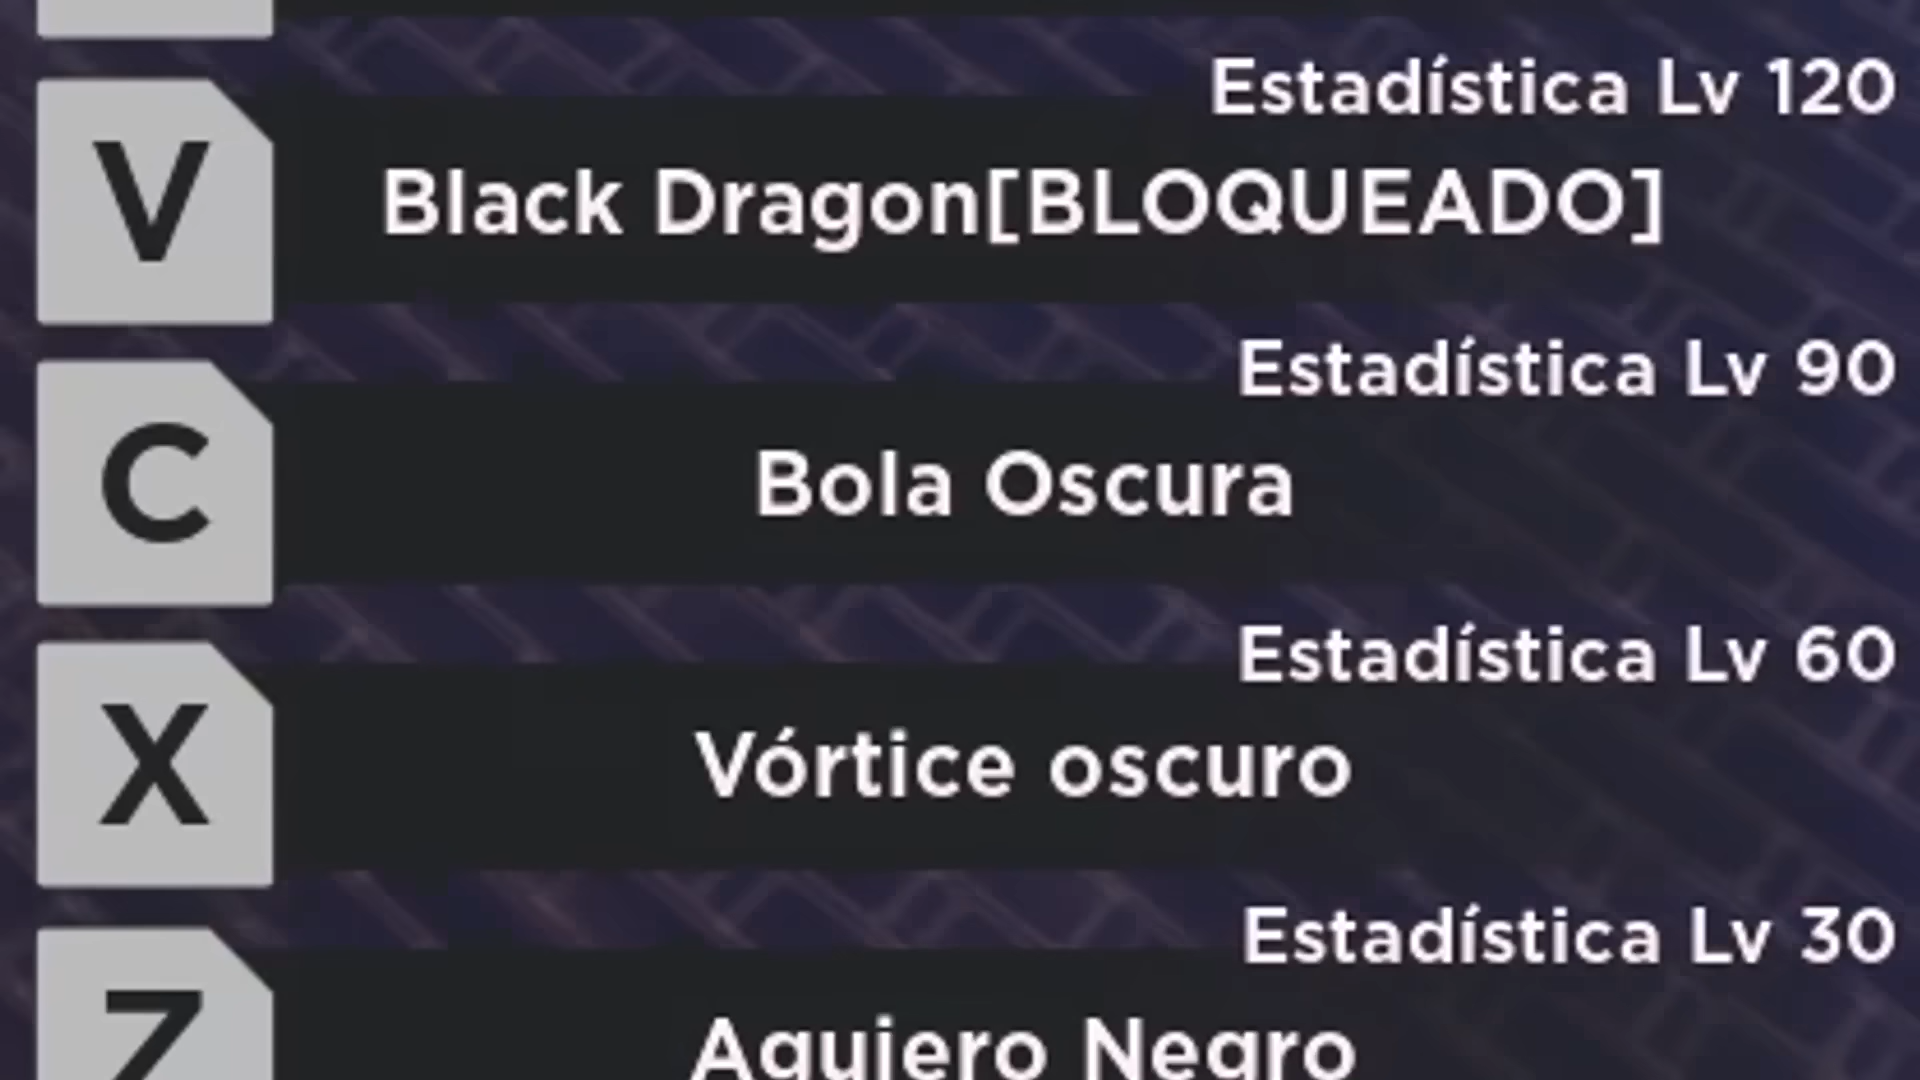 Estadística Lv 120
V
Black Dragon[BLOQUEADO]
Estadística Lv 90
C
Bola Oscura
Estadística Lv 60
X
Vórtice oscuro
Estadística Lv 30
Z
Agujero Negro